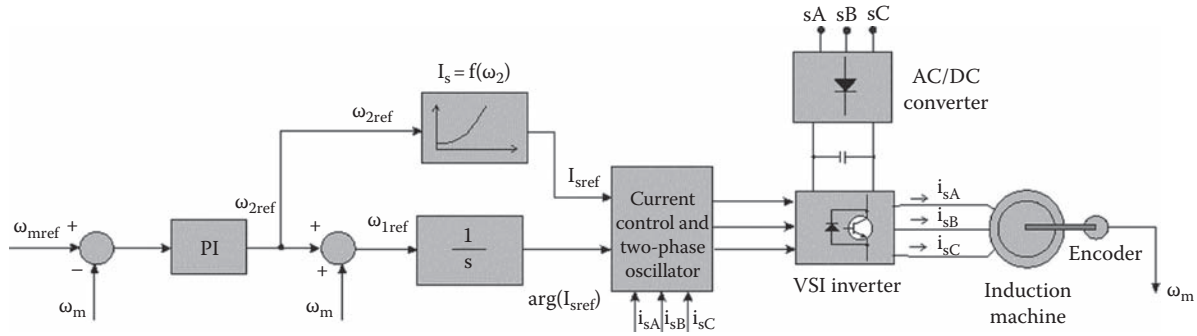 sA sB sC
AC/DC
converter
Iₛ = f(ω₂)
ω₂ref
Isref
ωmref
+
−
ωm
PI
ω₂ref
+
+
ωm
ω₁ref
1
s
arg(Isref)
Current
control and
two-phase
oscillator
isA isB isC
VSI inverter
isA
isB
isC
Induction
machine
Encoder
ωm